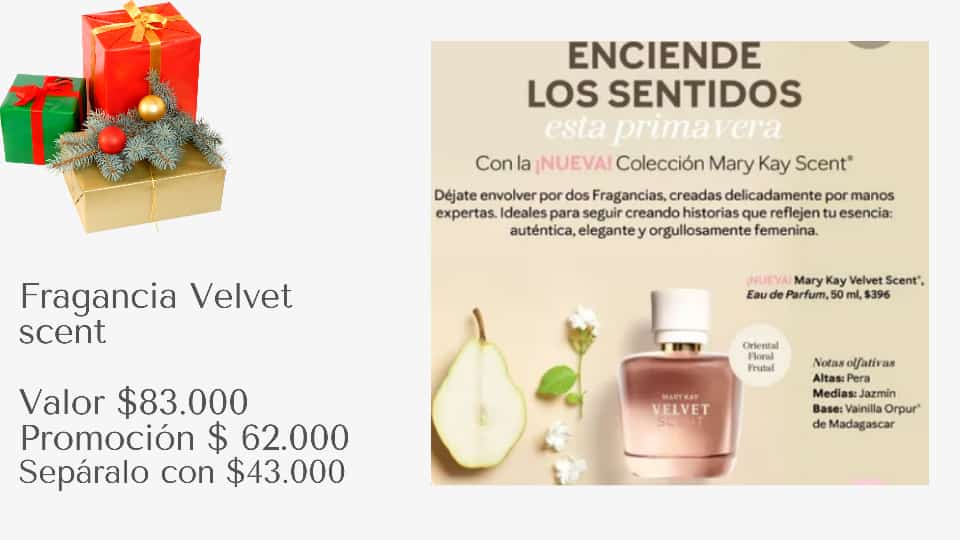 Fragancia Velvet
scent
Valor $83.000
Promoción $ 62.000
Sepáralo con $43.000
ENCIENDE
LOS SENTIDOS
esta primavera
Con la ¡NUEVA! Colección Mary Kay Scent®
Déjate envolver por dos Fragancias, creadas delicadamente por manos
expertas. Ideales para seguir creando historias que reflejen tu esencia:
auténtica, elegante y orgullosamente femenina.
¡NUEVA! Mary Kay Velvet Scent®,
Eau de Parfum, 50 ml, $396
Oriental
Floral
Frutal
Notas olfativas
Altas: Pera
Medias: Jazmín
Base: Vainilla Orpur®
de Madagascar
MARY KAY
VELVET
SCENT